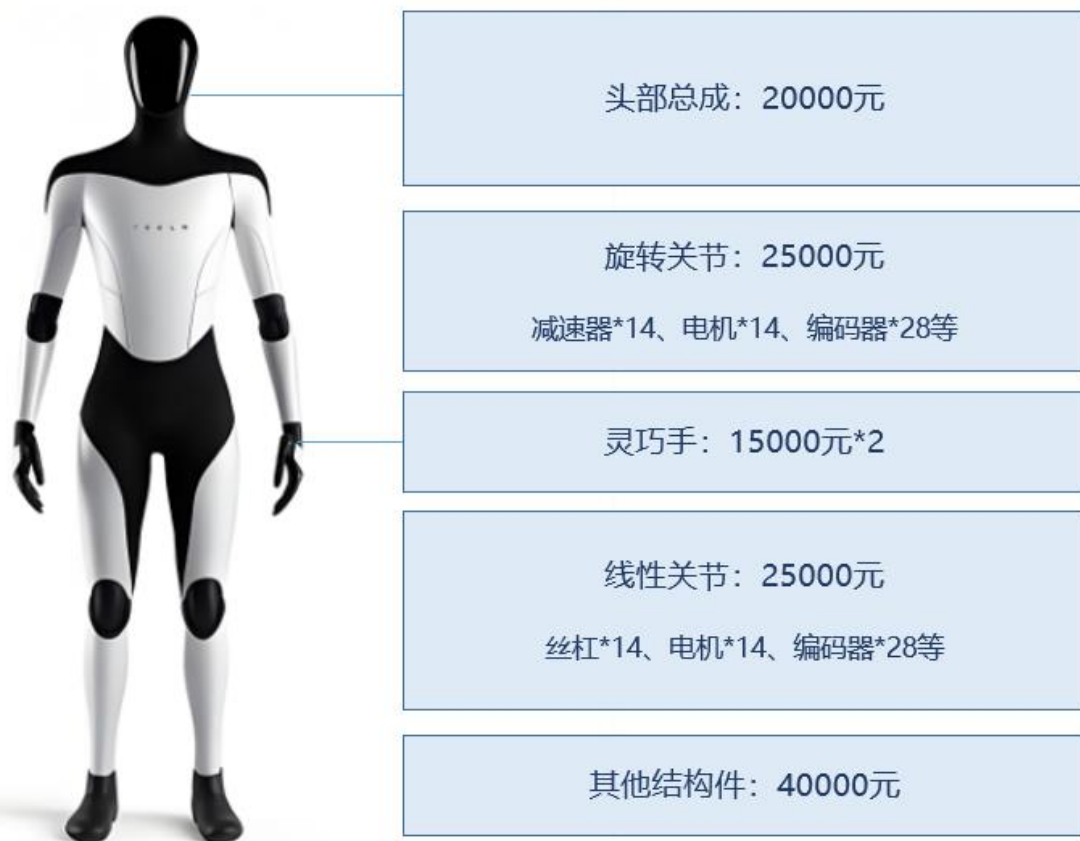 TESLA
头部总成：20000元
旋转关节：25000元
减速器*14、电机*14、编码器*28等
灵巧手：15000元*2
线性关节：25000元
丝杠*14、电机*14、编码器*28等
其他结构件：40000元